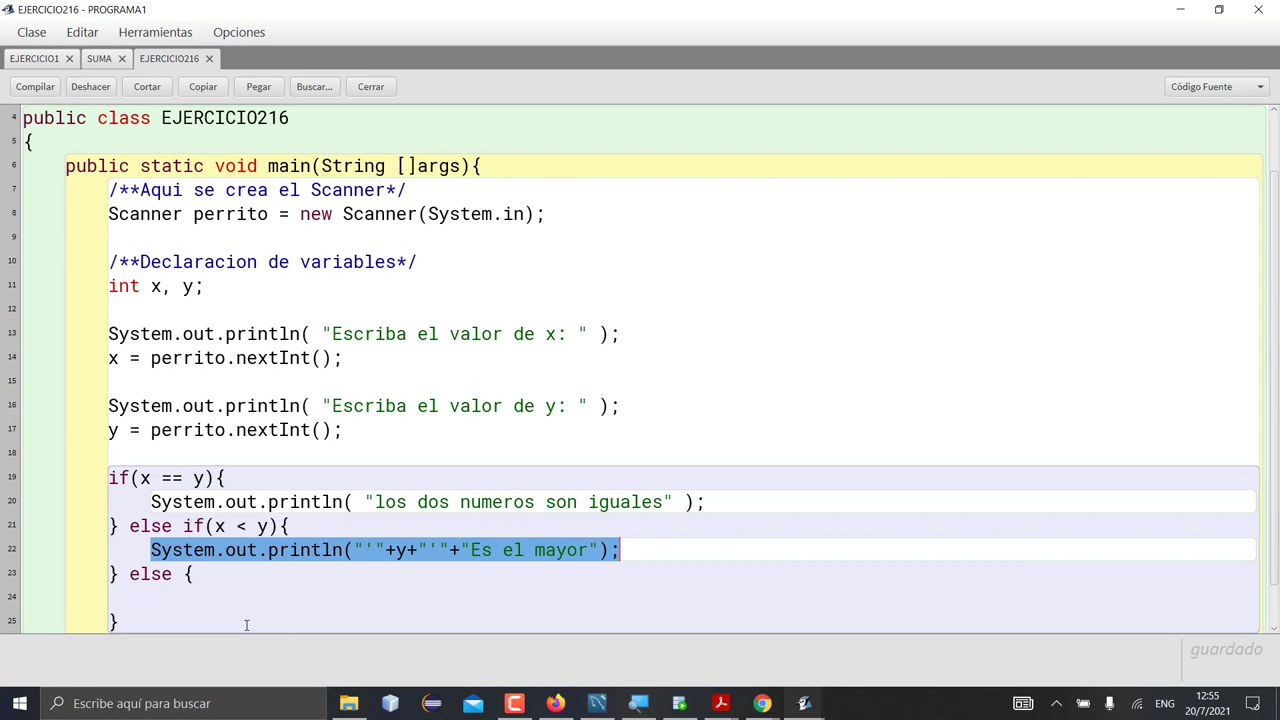 EJERCICIO216 - PROGRAMA1
Clase Editar Herramientas Opciones
EJERCICIO1 SUMA EJERCICIO216
Compilar Deshacer Cortar Copiar Pegar Buscar... Cerrar Código Fuente
4 public class EJERCICIO216
5 {
6 public static void main(String []args){
7 /**Aqui se crea el Scanner*/
8 Scanner perrito = new Scanner(System.in);
9
10 /**Declaracion de variables*/
11 int x, y;
12
13 System.out.println( "Escriba el valor de x: " );
14 x = perrito.nextInt();
15
16 System.out.println( "Escriba el valor de y: " );
17 y = perrito.nextInt();
18
19 if(x == y){
20 System.out.println( "los dos numeros son iguales" );
21 } else if(x < y){
22 System.out.println("'"+y+"'"+"Es el mayor");
23 } else {
24
25 }
guardado
Escribe aquí para buscar
ENG
12:55
20/7/2021